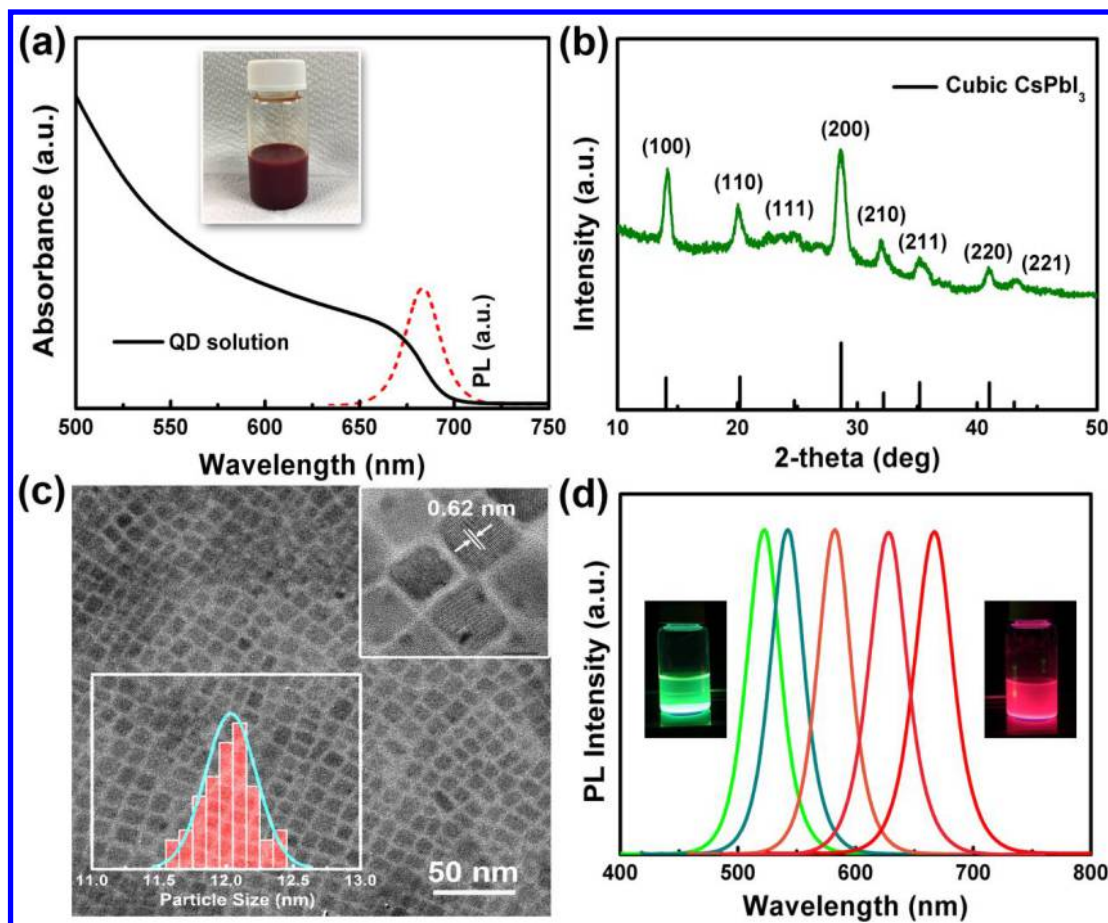 (a)
Absorbance (a.u.)
QD solution
PL (a.u.)
500 550 600 650 700 750
Wavelength (nm)
(b)
Intensity (a.u.)
Cubic CsPbI₃
(100)
(110)
(111)
(200)
(210)
(211)
(220)
(221)
10 20 30 40 50
2-theta (deg)
(c)
0.62 nm
11.0 11.5 12.0 12.5 13.0
Particle Size (nm)
50 nm
(d)
PL Intensity (a.u.)
400 500 600 700 800
Wavelength (nm)